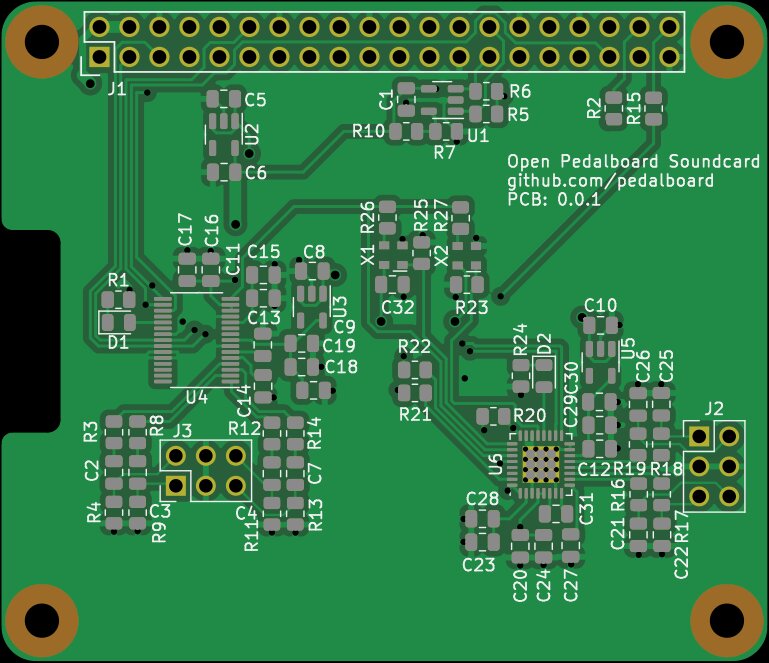 J1
C5
U2
C6
C1
R6
R5
R10
U1
R7
R2
R15
Open Pedalboard Soundcard
github.com/pedalboard
PCB: 0.0.1
R26
R25
R27
X1
X2
C32
R23
C17
C16
C11
C15
C8
C13
U3
C9
C19
C18
R1
D1
U4
C14
C10
U5
R24
D2
C30
C26
C25
R22
R21
R20
C29
J2
C12
R19
R18
R3
R8
J3
R12
R14
C2
C7
R4
C3
R9
C4
R11
R13
U6
C28
C31
C23
C20
C24
C27
R16
R17
C21
C22